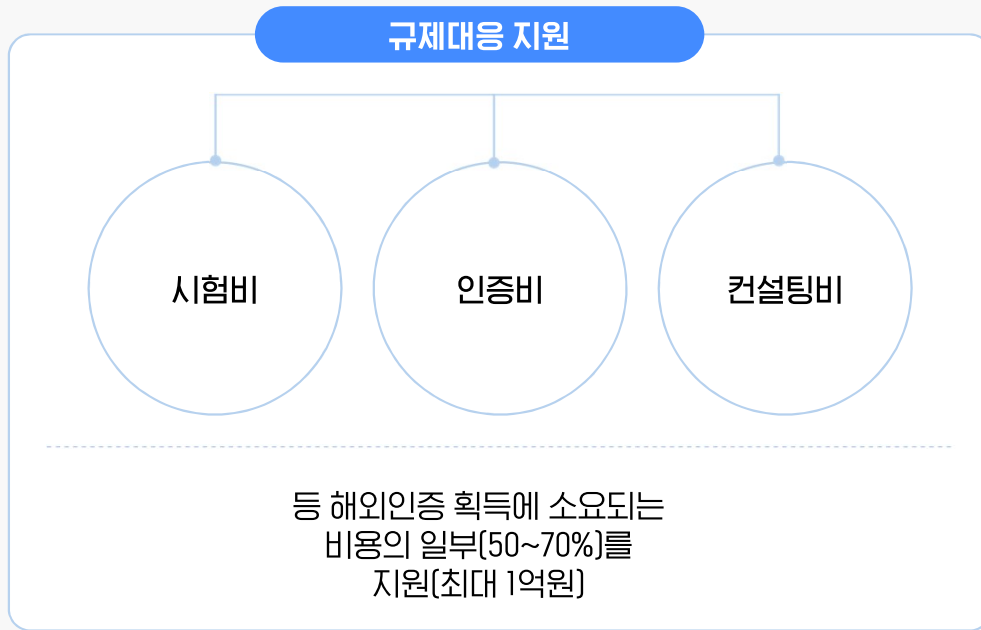 규제대응 지원
시험비
인증비
컨설팅비
등 해외인증 획득에 소요되는
비용의 일부(50~70%)를
지원(최대 1억원)